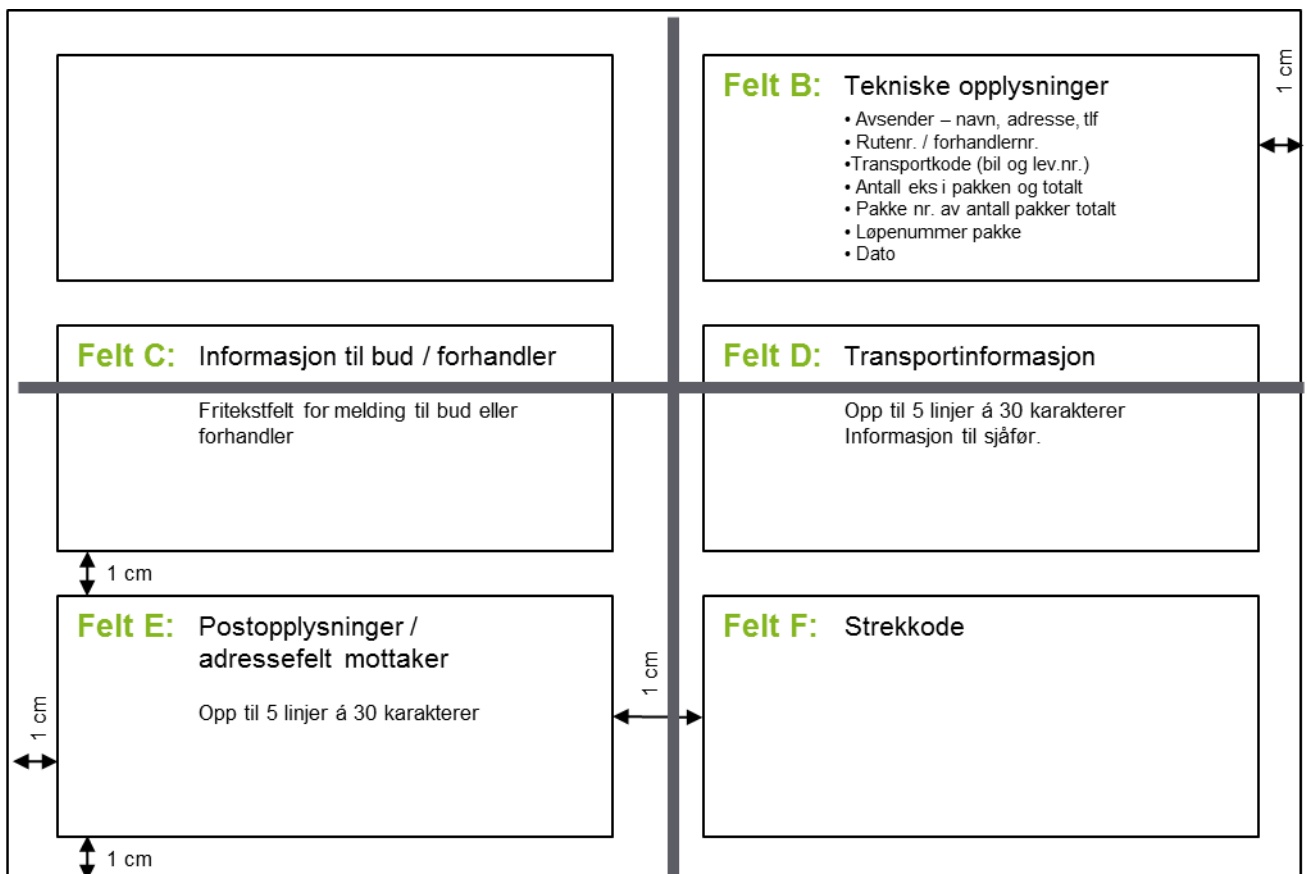 Felt B: Tekniske opplysninger
• Avsender – navn, adresse, tlf
• Rutenr. / forhandlernr.
•Transportkode (bil og lev.nr.)
• Antall eks i pakken og totalt
• Pakke nr. av antall pakker totalt
• Løpenummer pakke
• Dato
1 cm
Felt C: Informasjon til bud / forhandler
Fritekstfelt for melding til bud eller
forhandler
Felt D: Transportinformasjon
Opp til 5 linjer á 30 karakterer
Informasjon til sjåfør.
1 cm
Felt E: Postopplysninger /
adressefelt mottaker
Opp til 5 linjer á 30 karakterer
1 cm
1 cm
Felt F: Strekkode
1 cm